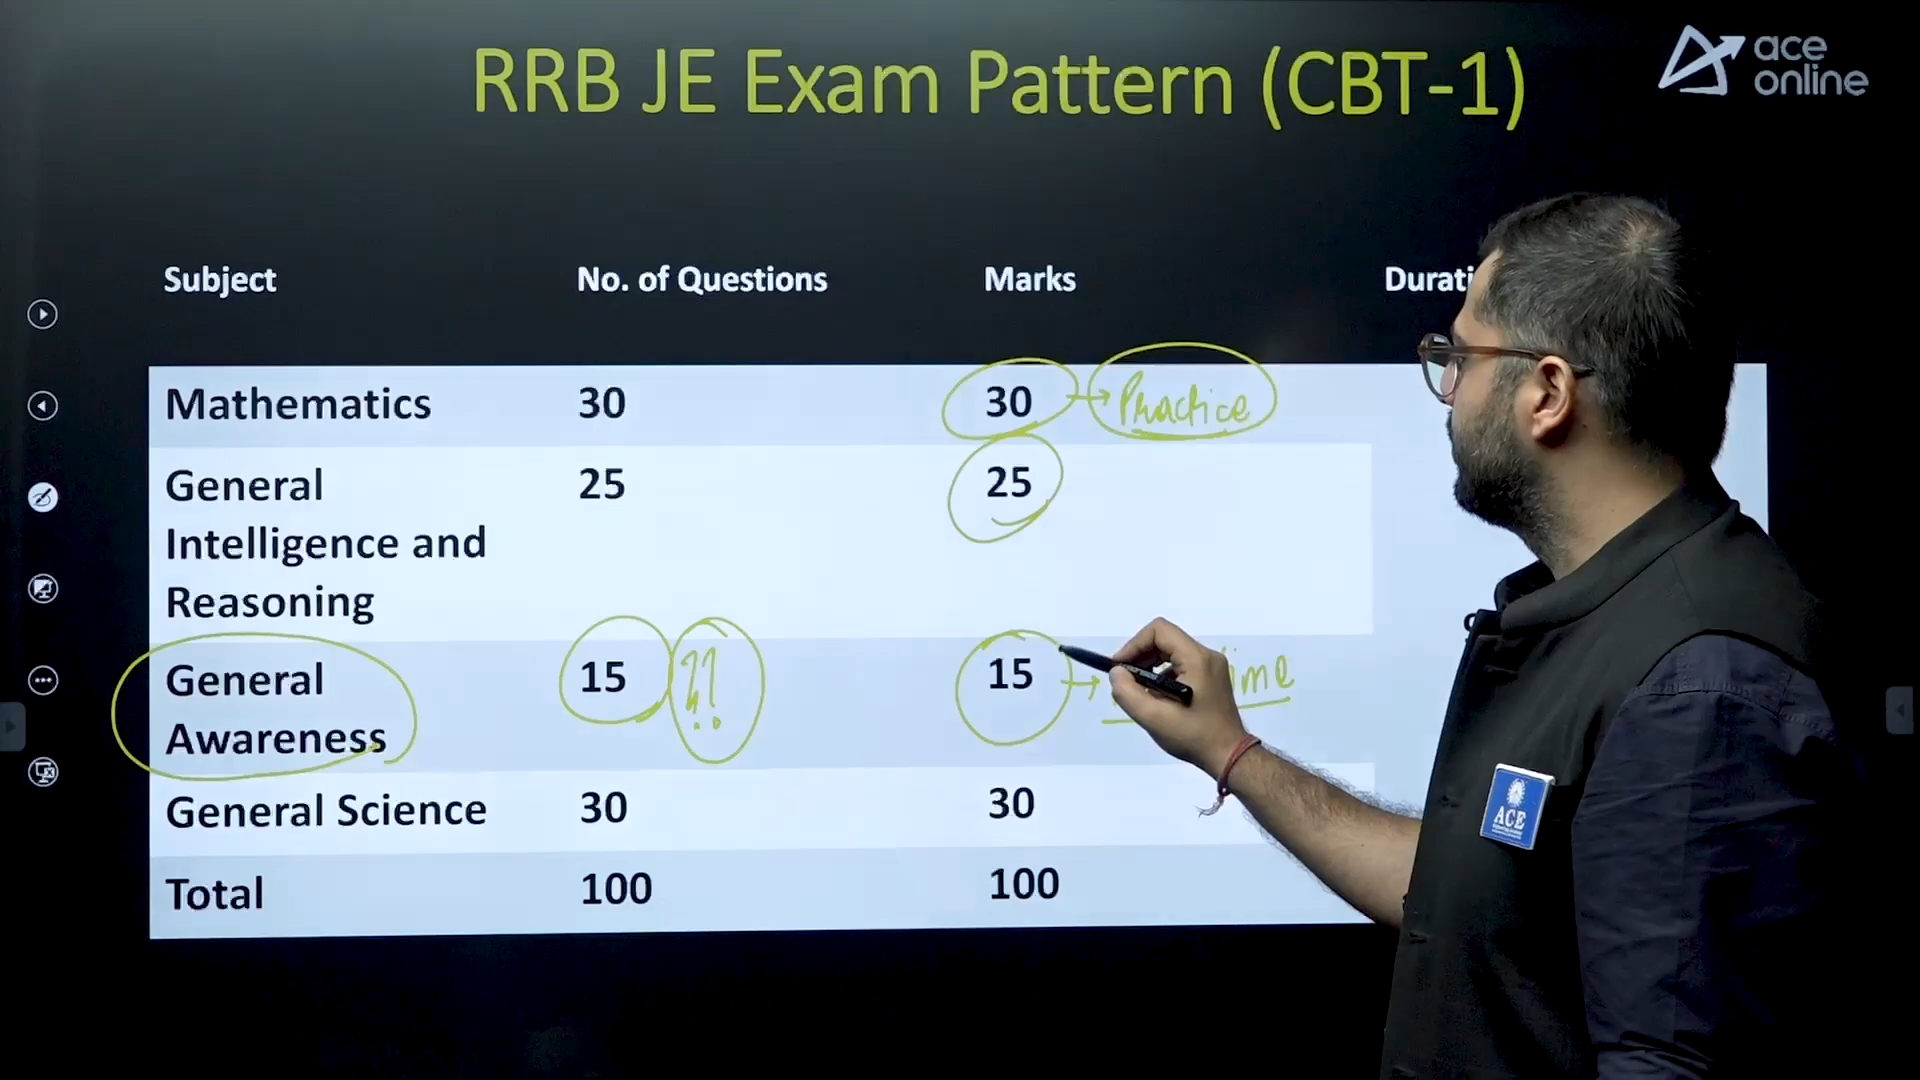 RRB JE Exam Pattern (CBT-1)
ace
online
Subject No. of Questions Marks Durati
Mathematics 30 30 → Practice
General 25 25
Intelligence and
Reasoning
General 15 ?? 15 →
Awareness
General Science 30 30
Total 100 100
ACE